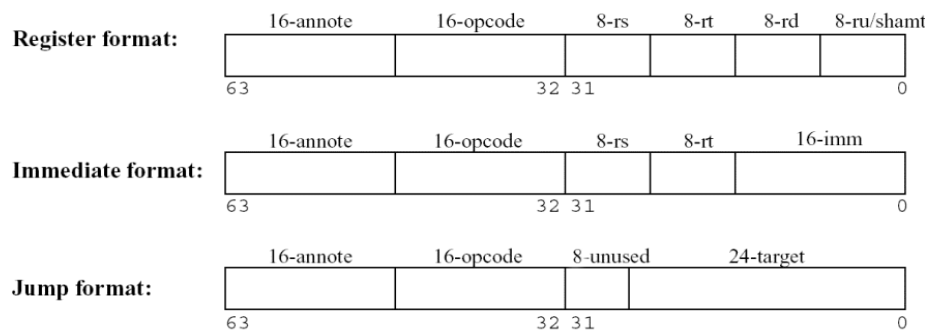 16-annote 16-opcode 8-rs 8-rt 8-rd 8-ru/shamt
Register format:
63 32 31 0
16-annote 16-opcode 8-rs 8-rt 16-imm
Immediate format:
63 32 31 0
16-annote 16-opcode 8-unused 24-target
Jump format:
63 32 31 0